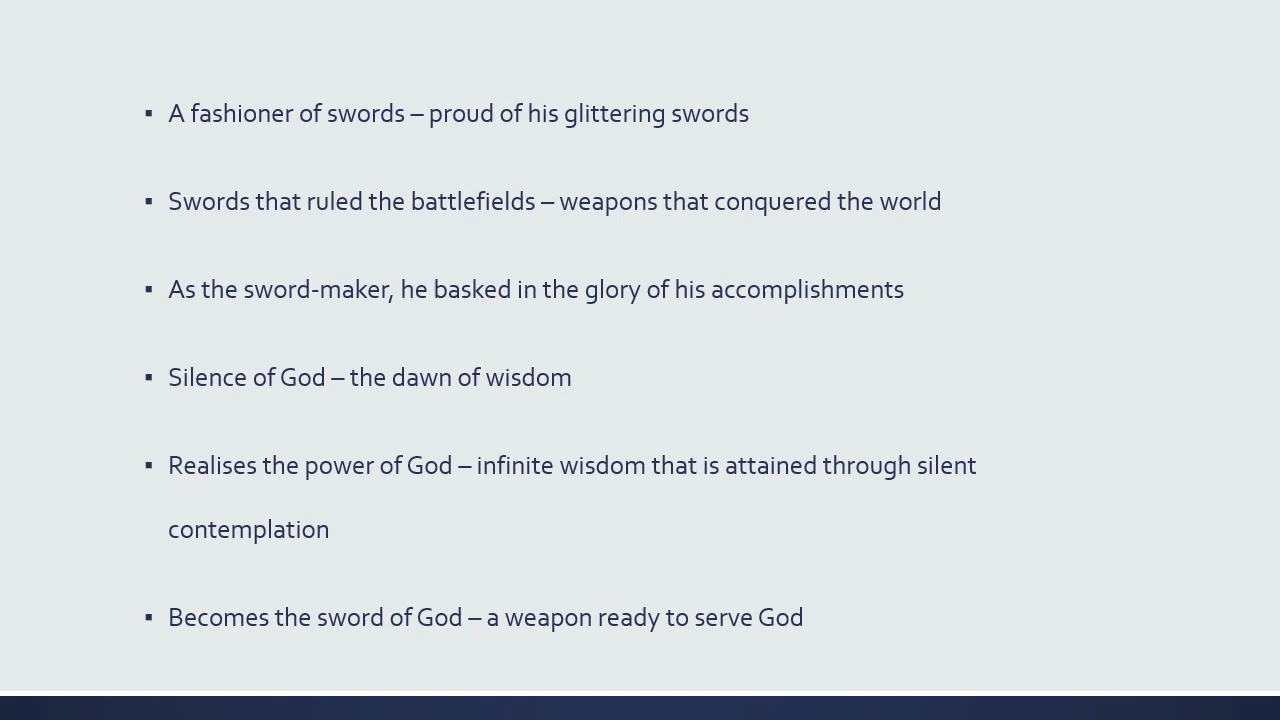 ▪ A fashioner of swords – proud of his glittering swords
▪ Swords that ruled the battlefields – weapons that conquered the world
▪ As the sword-maker, he basked in the glory of his accomplishments
▪ Silence of God – the dawn of wisdom
▪ Realises the power of God – infinite wisdom that is attained through silent
contemplation
▪ Becomes the sword of God – a weapon ready to serve God